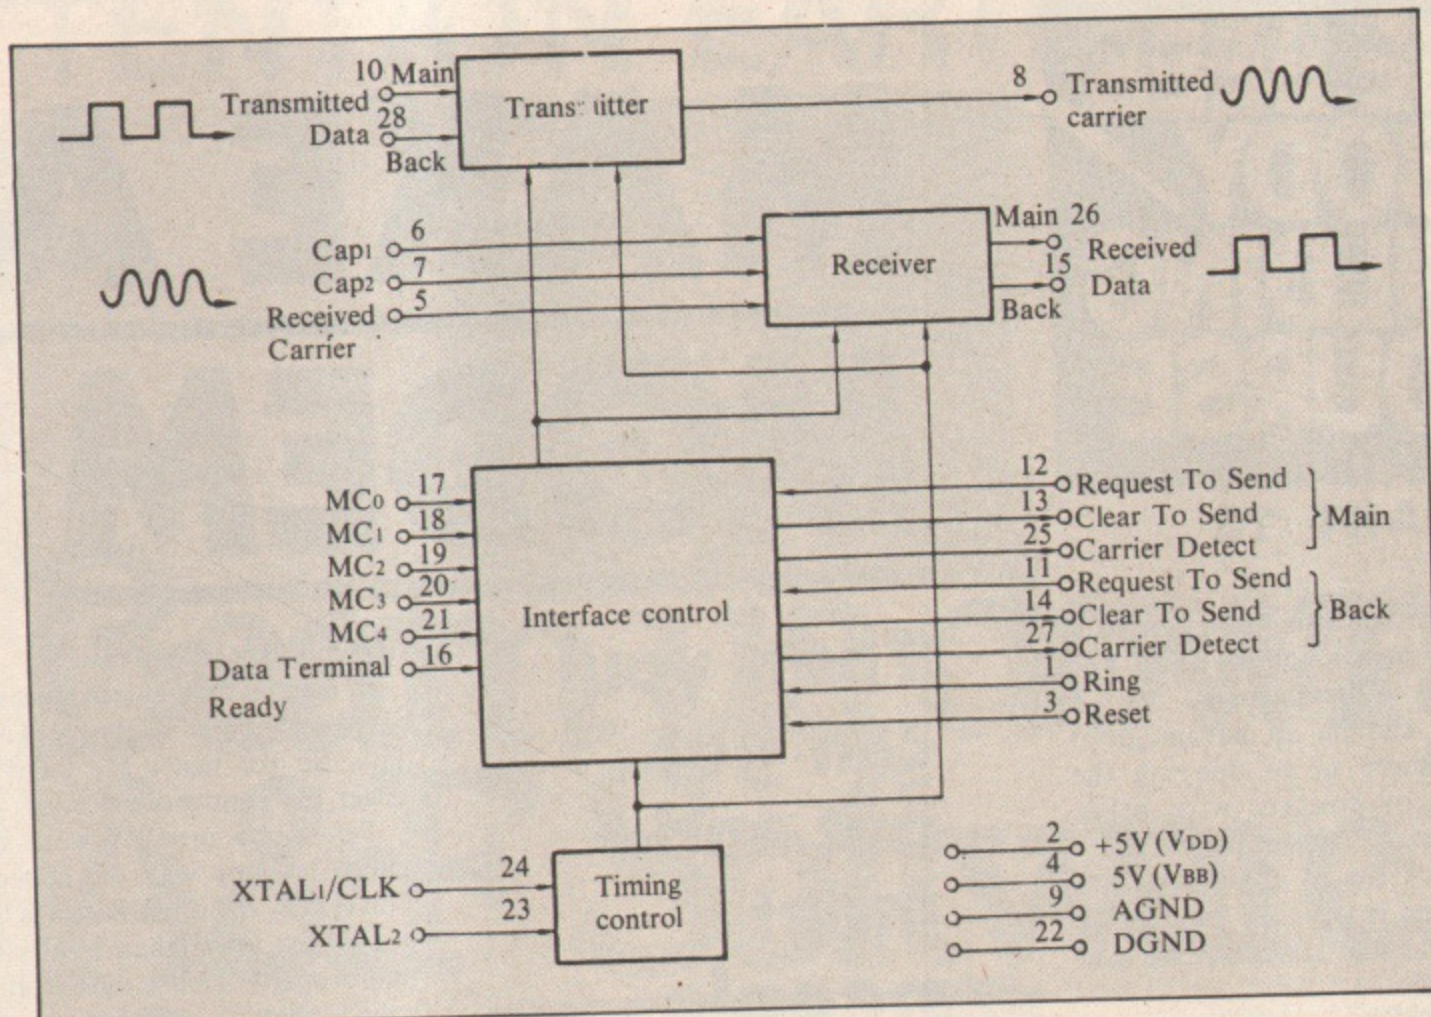 10 Main
Transmitted
28
Data
Back
8
Transmitted
carrier
6
Cap1
7
Cap2
5
Received
Carrier
Receiver
Main 26
Received
15
Data
Back
17
MC0
18
MC1
19
MC2
20
MC3
21
MC4
16
Data Terminal
Ready
Interface control
12
Request To Send
13
Clear To Send
25
Carrier Detect
Main
11
Request To Send
14
Clear To Send
27
Carrier Detect
Back
1
Ring
3
Reset
24
XTAL1/CLK
23
XTAL2
Timing
control
2
+5V (VDD)
4
5V (VBB)
9
AGND
22
DGND